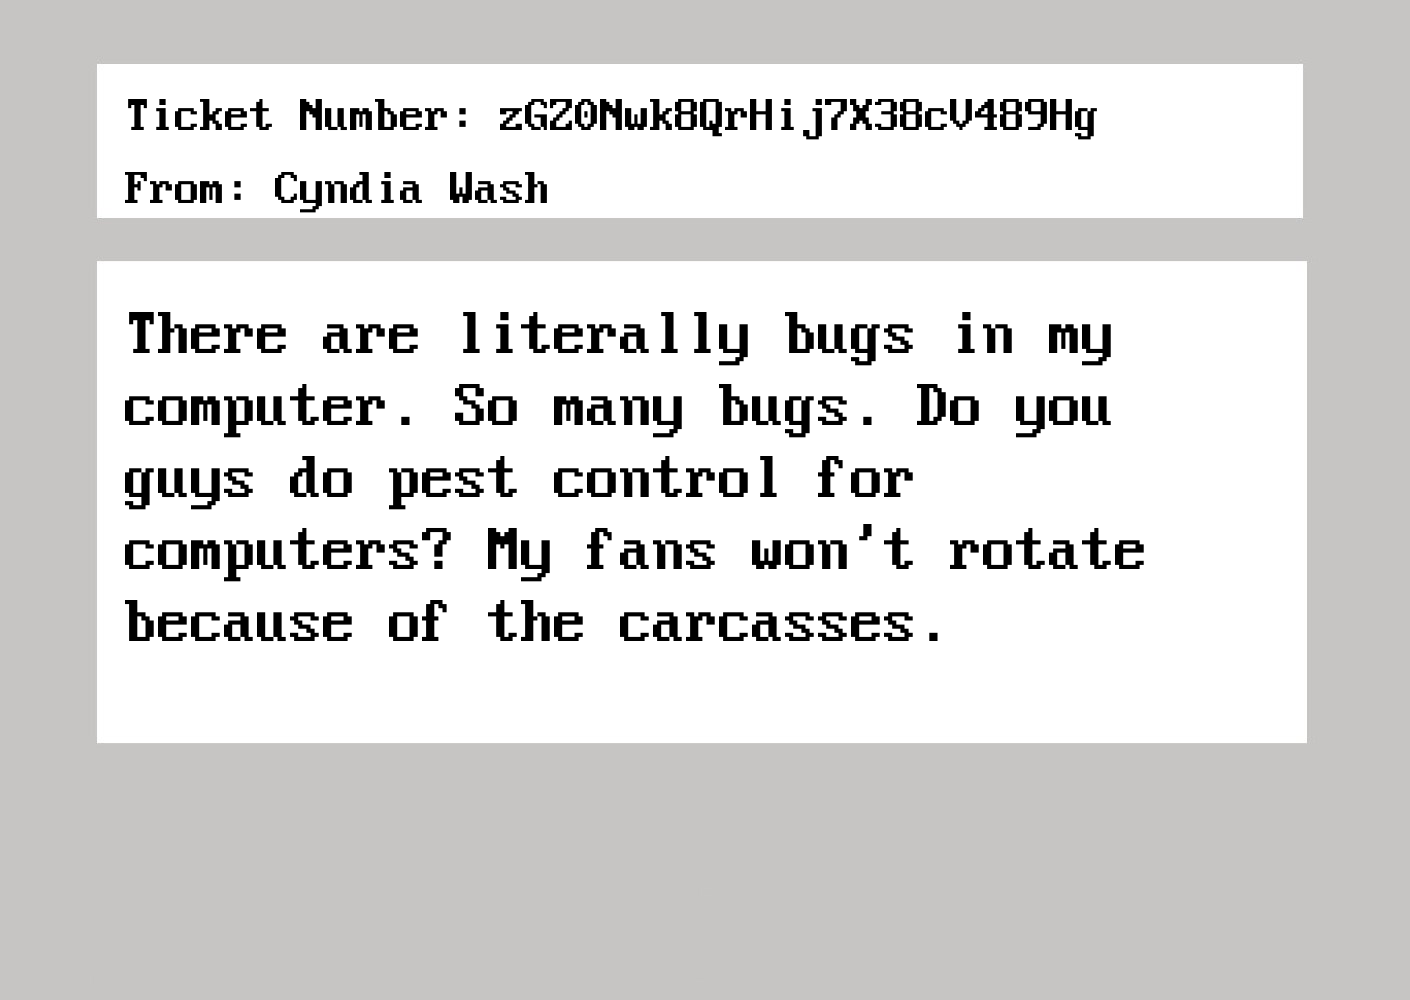 Ticket Number: zGZ0Nwk8QrHij7X38cV489Hg
From: Cyndia Wash
There are literally bugs in my
computer. So many bugs. Do you
guys do pest control for
computers? My fans won't rotate
because of the carcasses.